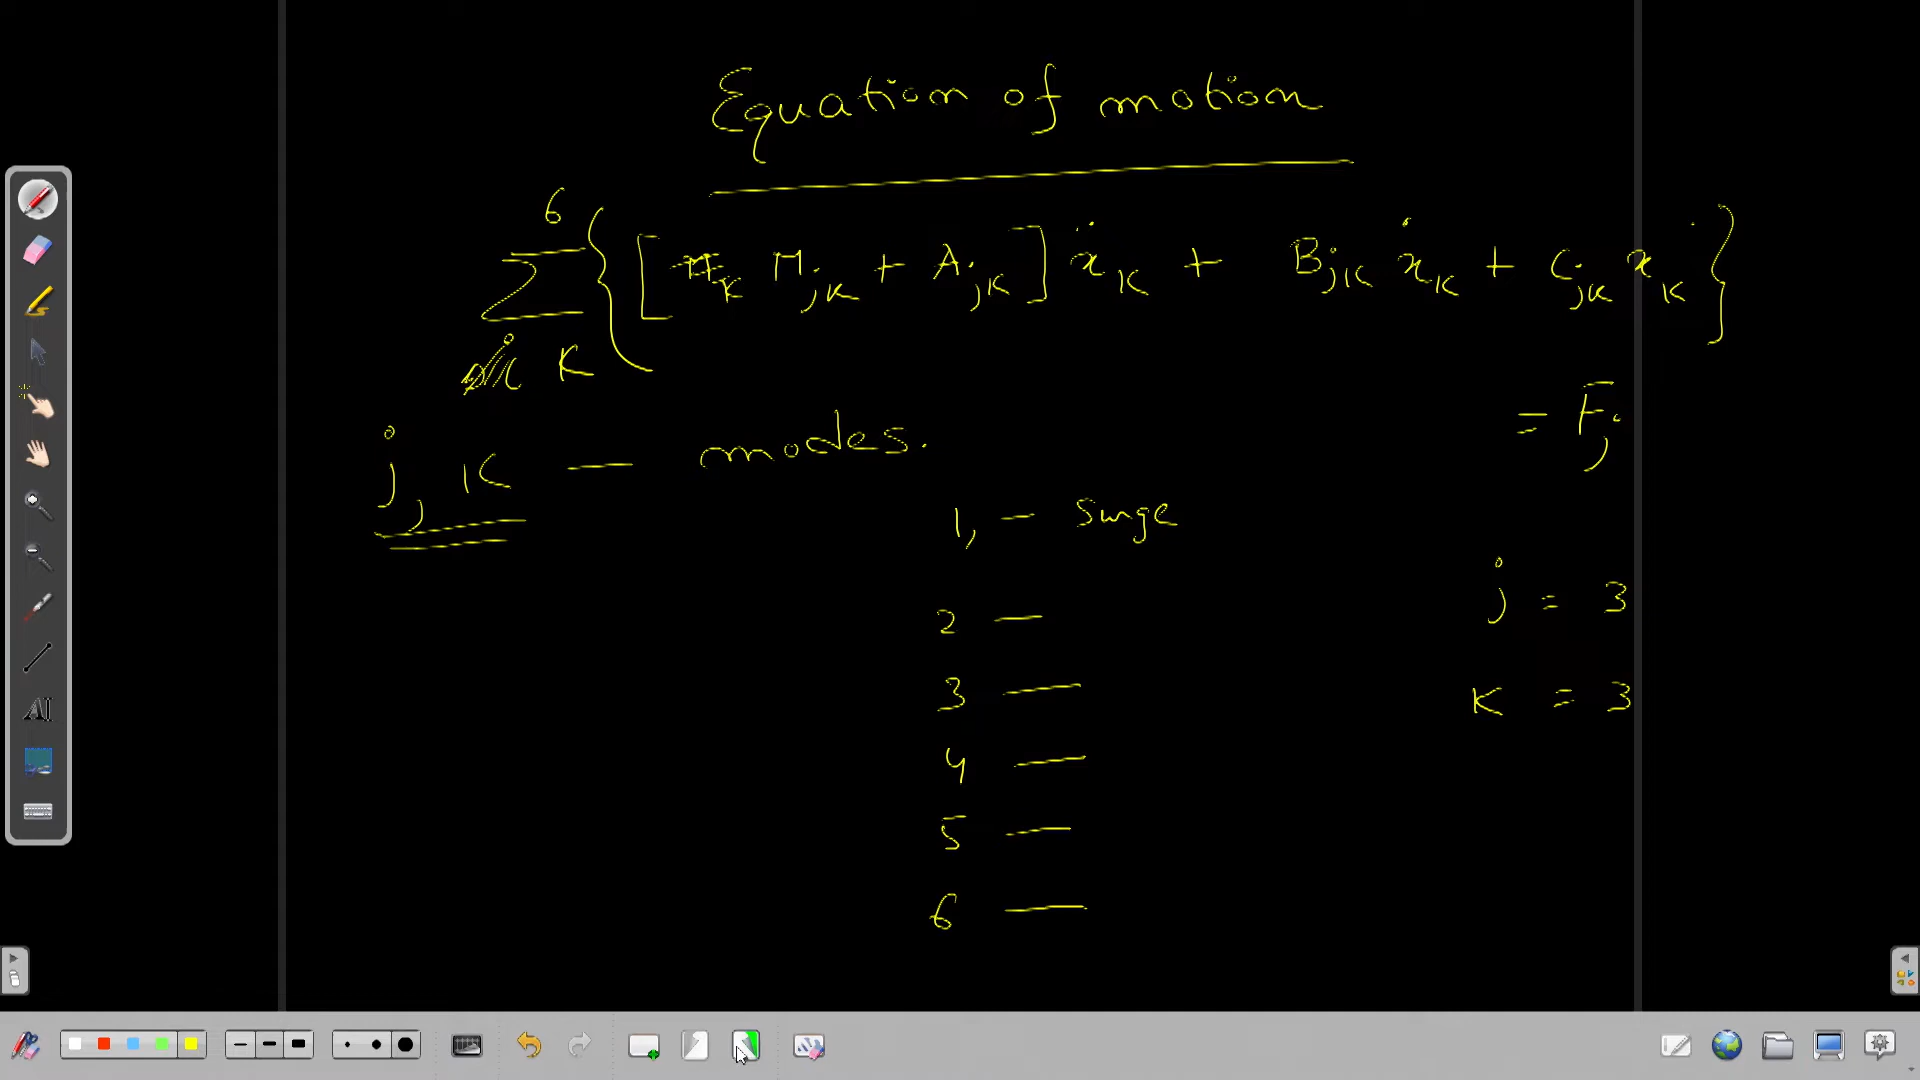 Equation of motion
6
∑ { [ M_jk + A_jk ] ẍ_k + B_jk ẋ_k + C_jk x_k }
k
= F_j
j, k — modes.
1, — Surge
2 —
3 —
4 —
5 —
6 —
j = 3
k = 3